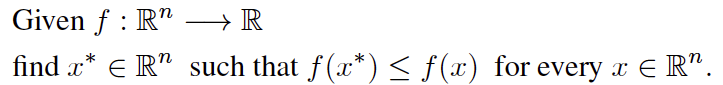 Given f : ℝⁿ ⟶ ℝ
find x* ∈ ℝⁿ such that f(x*) ≤ f(x) for every x ∈ ℝⁿ.